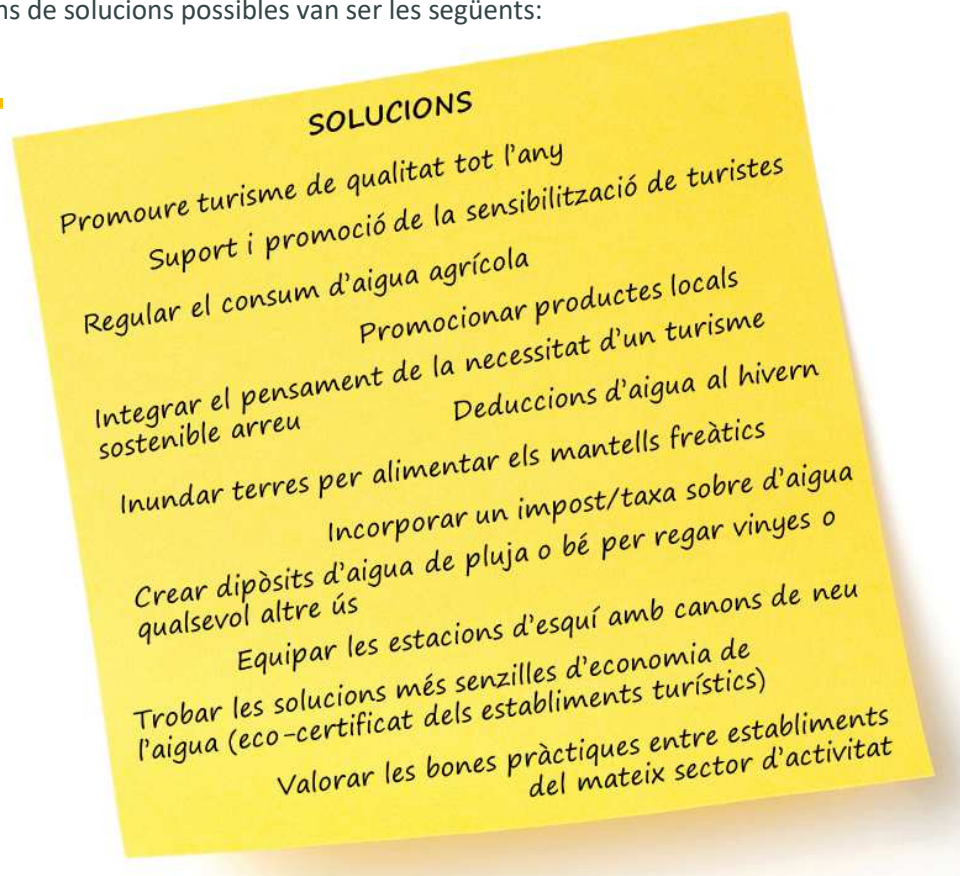 ns de solucions possibles van ser les següents:
SOLUCIONS
Promoure turisme de qualitat tot l'any
Suport i promoció de la sensibilització de turistes
Regular el consum d'aigua agrícola
Promocionar productes locals
Integrar el pensament de la necessitat d'un turisme
sostenible arreu
Deduccions d'aigua al hivern
Inundar terres per alimentar els mantells freàtics
Incorporar un impost/taxa sobre d'aigua
Crear dipòsits d'aigua de pluja o bé per regar vinyes o
qualsevol altre ús
Equipar les estacions d'esquí amb canons de neu
Trobar les solucions més senzilles d'economia de
l'aigua (eco-certificat dels establiments turístics)
Valorar les bones pràctiques entre establiments
del mateix sector d'activitat